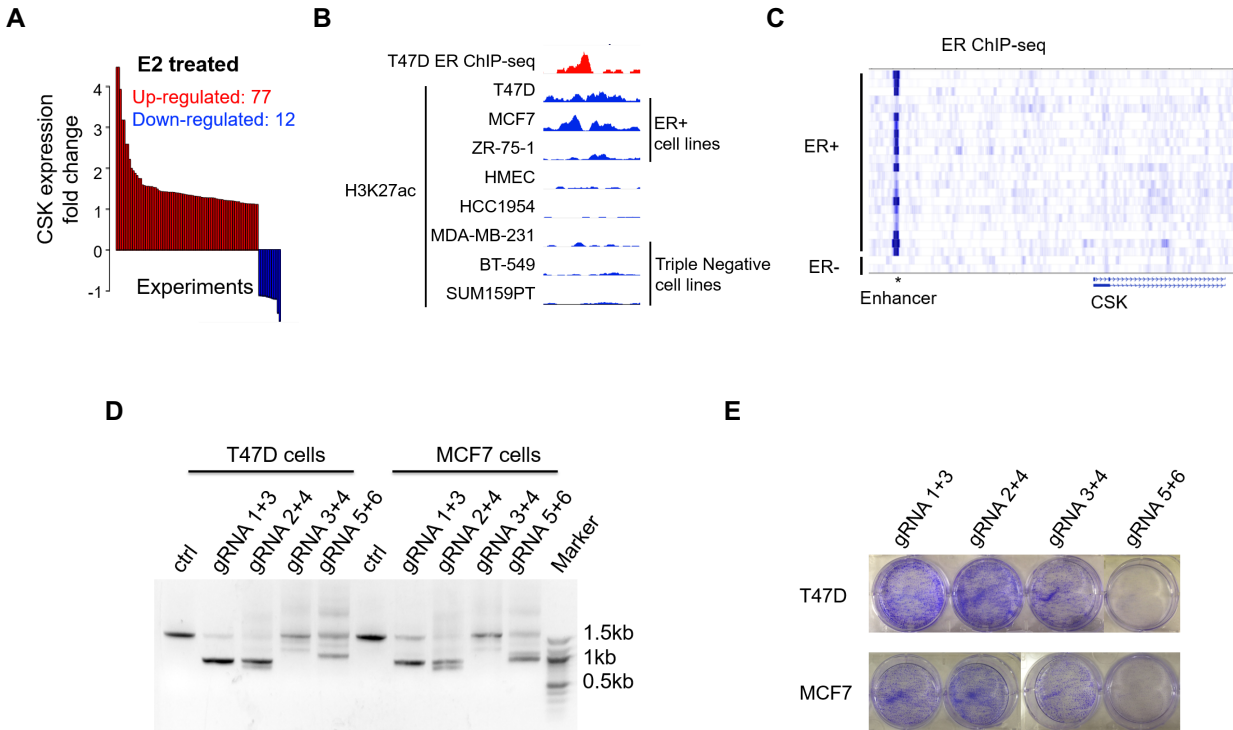 A
E2 treated
Up-regulated: 77
Down-regulated: 12
CSK expression
fold change
4
3
2
1
0
-1
Experiments
B
T47D ER ChIP-seq
H3K27ac
T47D
MCF7
ZR-75-1
HMEC
HCC1954
MDA-MB-231
BT-549
SUM159PT
ER+
cell lines
Triple Negative
cell lines
C
ER ChIP-seq
ER+
ER-
*
Enhancer
CSK
D
T47D cells
MCF7 cells
ctrl
gRNA 1+3
gRNA 2+4
gRNA 3+4
gRNA 5+6
ctrl
gRNA 1+3
gRNA 2+4
gRNA 3+4
gRNA 5+6
Marker
1.5kb
1kb
0.5kb
E
gRNA 1+3
gRNA 2+4
gRNA 3+4
gRNA 5+6
T47D
MCF7